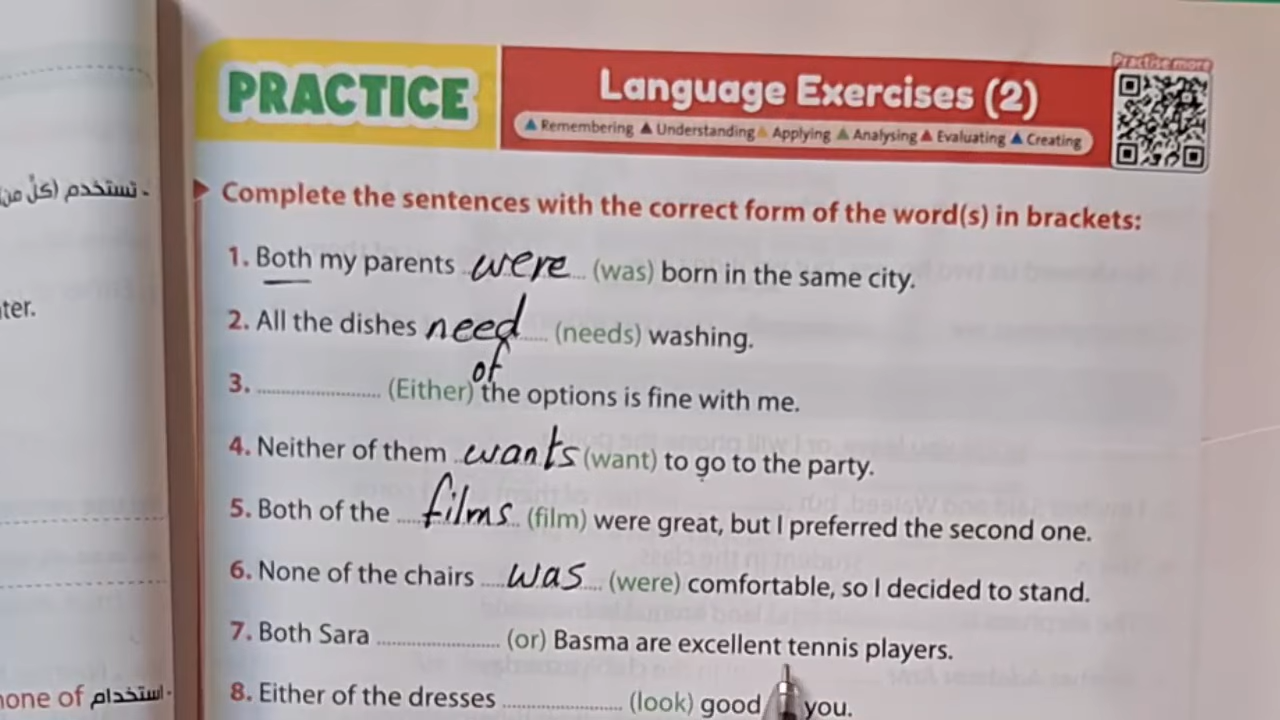 Practise more
PRACTICE
Language Exercises (2)
Remembering Understanding Applying Analysing Evaluating Creating
Complete the sentences with the correct form of the word(s) in brackets:
1. Both my parents were (was) born in the same city.
2. All the dishes need (needs) washing.
of
3. .................... (Either) the options is fine with me.
4. Neither of them wants (want) to go to the party.
5. Both of the films (film) were great, but I preferred the second one.
6. None of the chairs was (were) comfortable, so I decided to stand.
7. Both Sara .................... (or) Basma are excellent tennis players.
8. Either of the dresses .................... (look) good you.
- تستخدم (كل من
ter.
none of استخدام